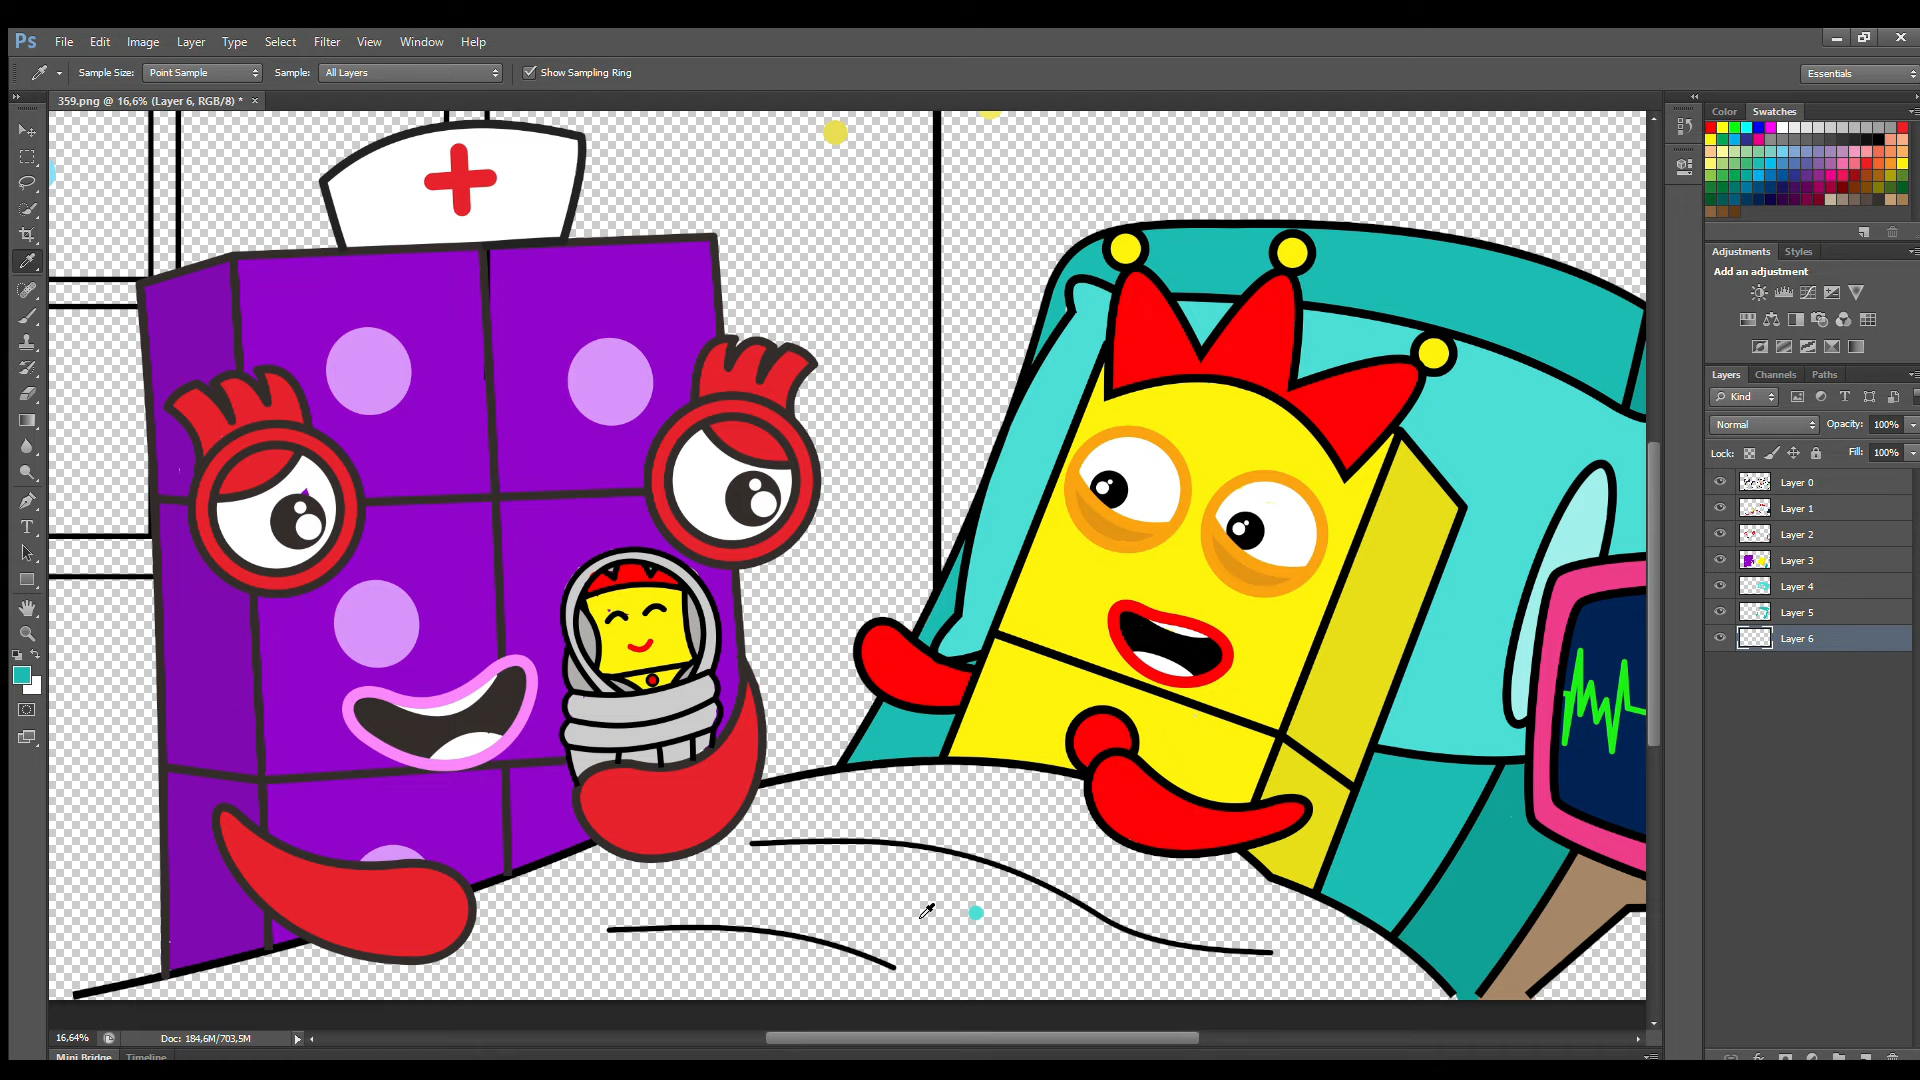 Ps File Edit Image Layer Type Select Filter View Window Help
Sample Size: Point Sample Sample: All Layers Show Sampling Ring Essentials
359.png @ 16,6% (Layer 6, RGB/8) * ×
Color Swatches
Adjustments Styles
Add an adjustment
Layers Channels Paths
Kind
Normal Opacity: 100%
Lock: Fill: 100%
Layer 0
Layer 1
Layer 2
Layer 3
Layer 4
Layer 5
Layer 6
16,64% Doc: 184,6M/703,5M
Mini Bridge Timeline